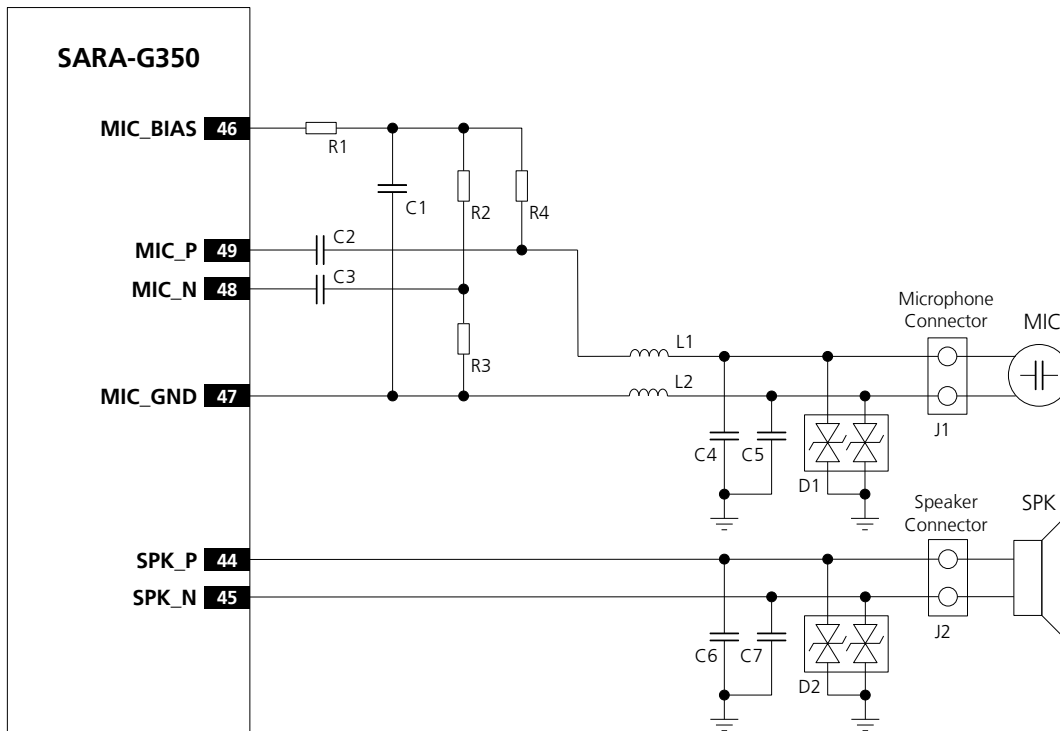 SARA-G350
MIC_BIAS 46
R1
C1
R2
R4
MIC_P 49
C2
MIC_N 48
C3
R3
MIC_GND 47
L1
L2
Microphone
Connector
MIC
J1
C4
C5
D1
SPK_P 44
SPK_N 45
Speaker
Connector
SPK
J2
C6
C7
D2